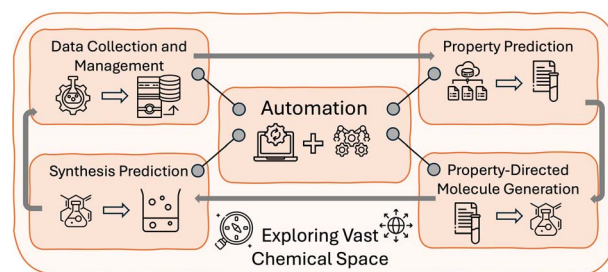 Data Collection and
Management
Property Prediction
Automation
Synthesis Prediction
Property-Directed
Molecule Generation
Exploring Vast
Chemical Space